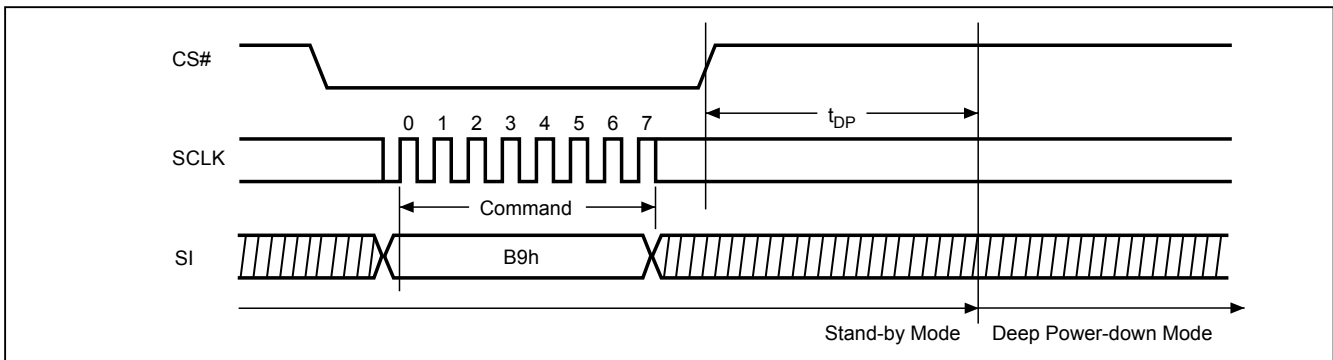 CS#
tDP
0 1 2 3 4 5 6 7
SCLK
Command
SI
B9h
Stand-by Mode
Deep Power-down Mode